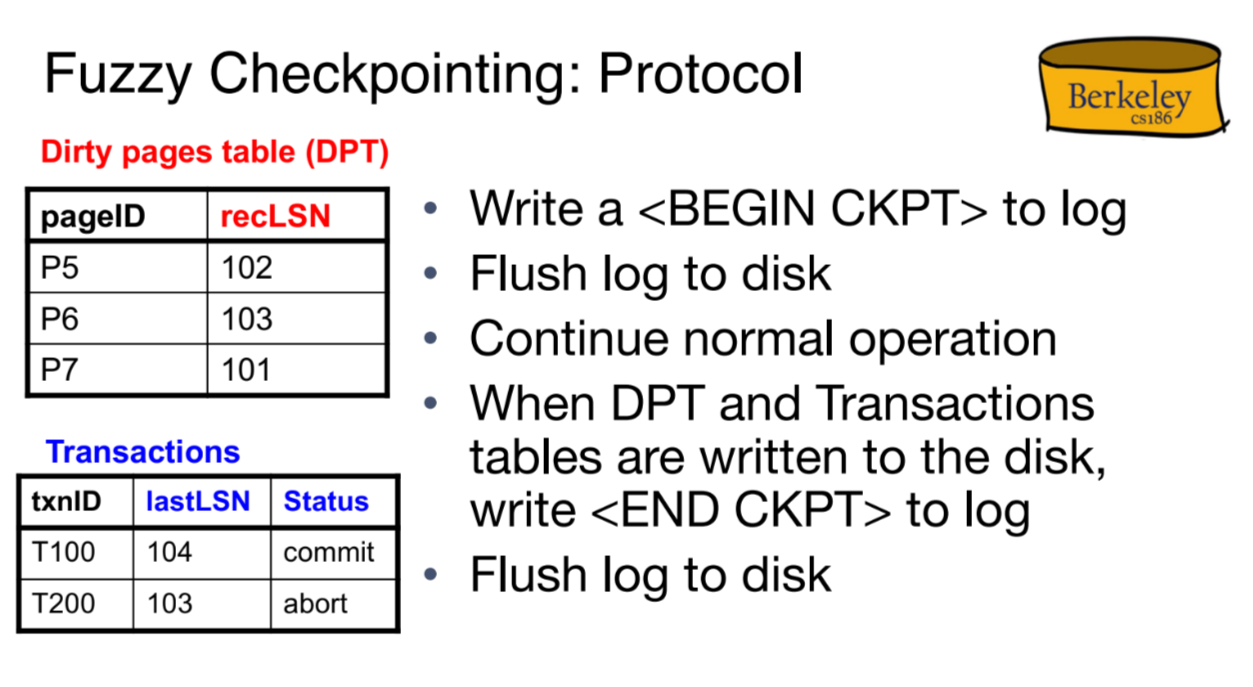 Fuzzy Checkpointing: Protocol
Berkeley
cs186
Dirty pages table (DPT)
pageID recLSN
P5 102
P6 103
P7 101
Transactions
txnID lastLSN Status
T100 104 commit
T200 103 abort
• Write a <BEGIN CKPT> to log
• Flush log to disk
• Continue normal operation
• When DPT and Transactions
tables are written to the disk,
write <END CKPT> to log
• Flush log to disk